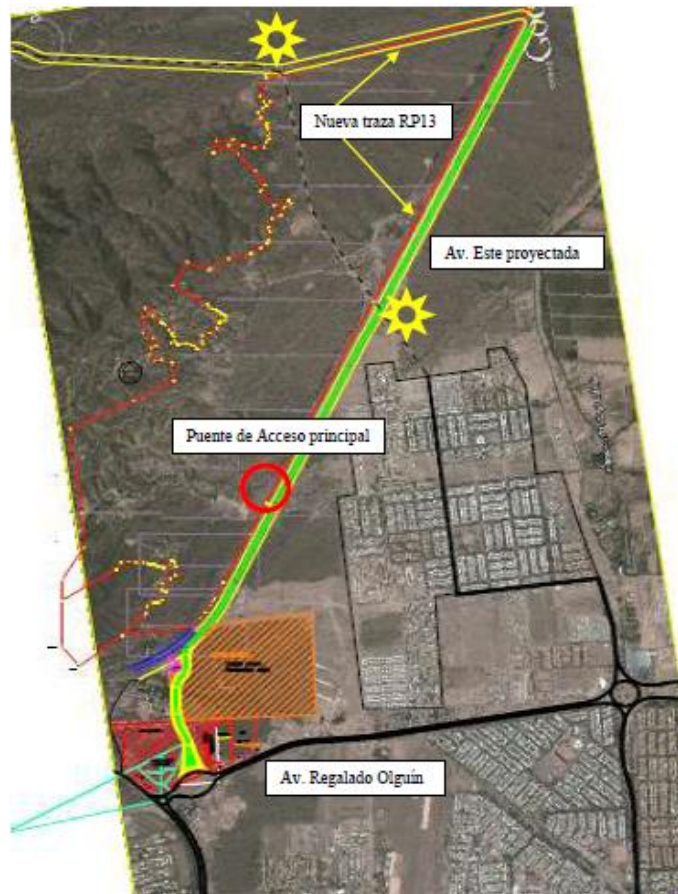 Nueva traza RP13
Av. Este proyectada
Puente de Acceso principal
Av. Regalado Olguín